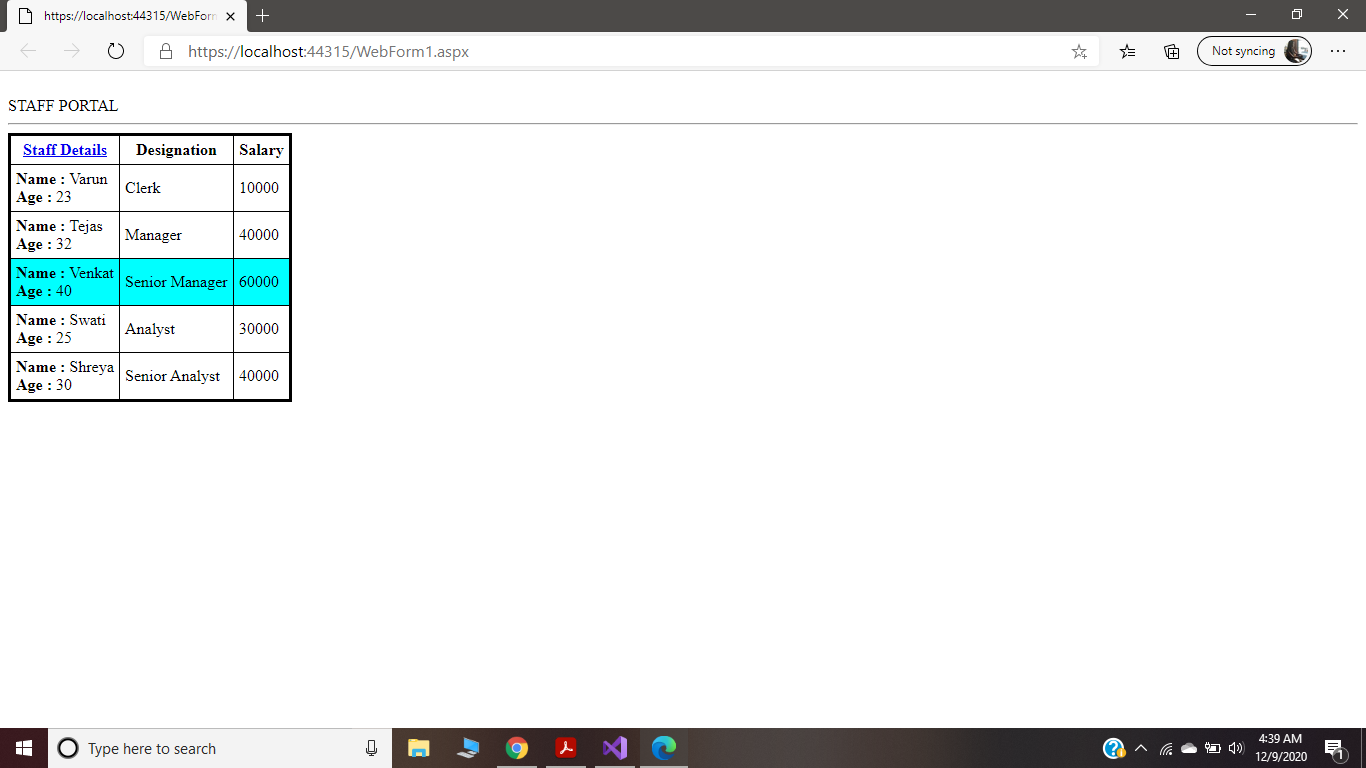 https://localhost:44315/WebForm
https://localhost:44315/WebForm1.aspx
Not syncing
STAFF PORTAL
Staff Details Designation Salary
Name : Varun
Age : 23
Clerk
10000
Name : Tejas
Age : 32
Manager
40000
Name : Venkat
Age : 40
Senior Manager
60000
Name : Swati
Age : 25
Analyst
30000
Name : Shreya
Age : 30
Senior Analyst
40000
Type here to search
4:39 AM
12/9/2020
1